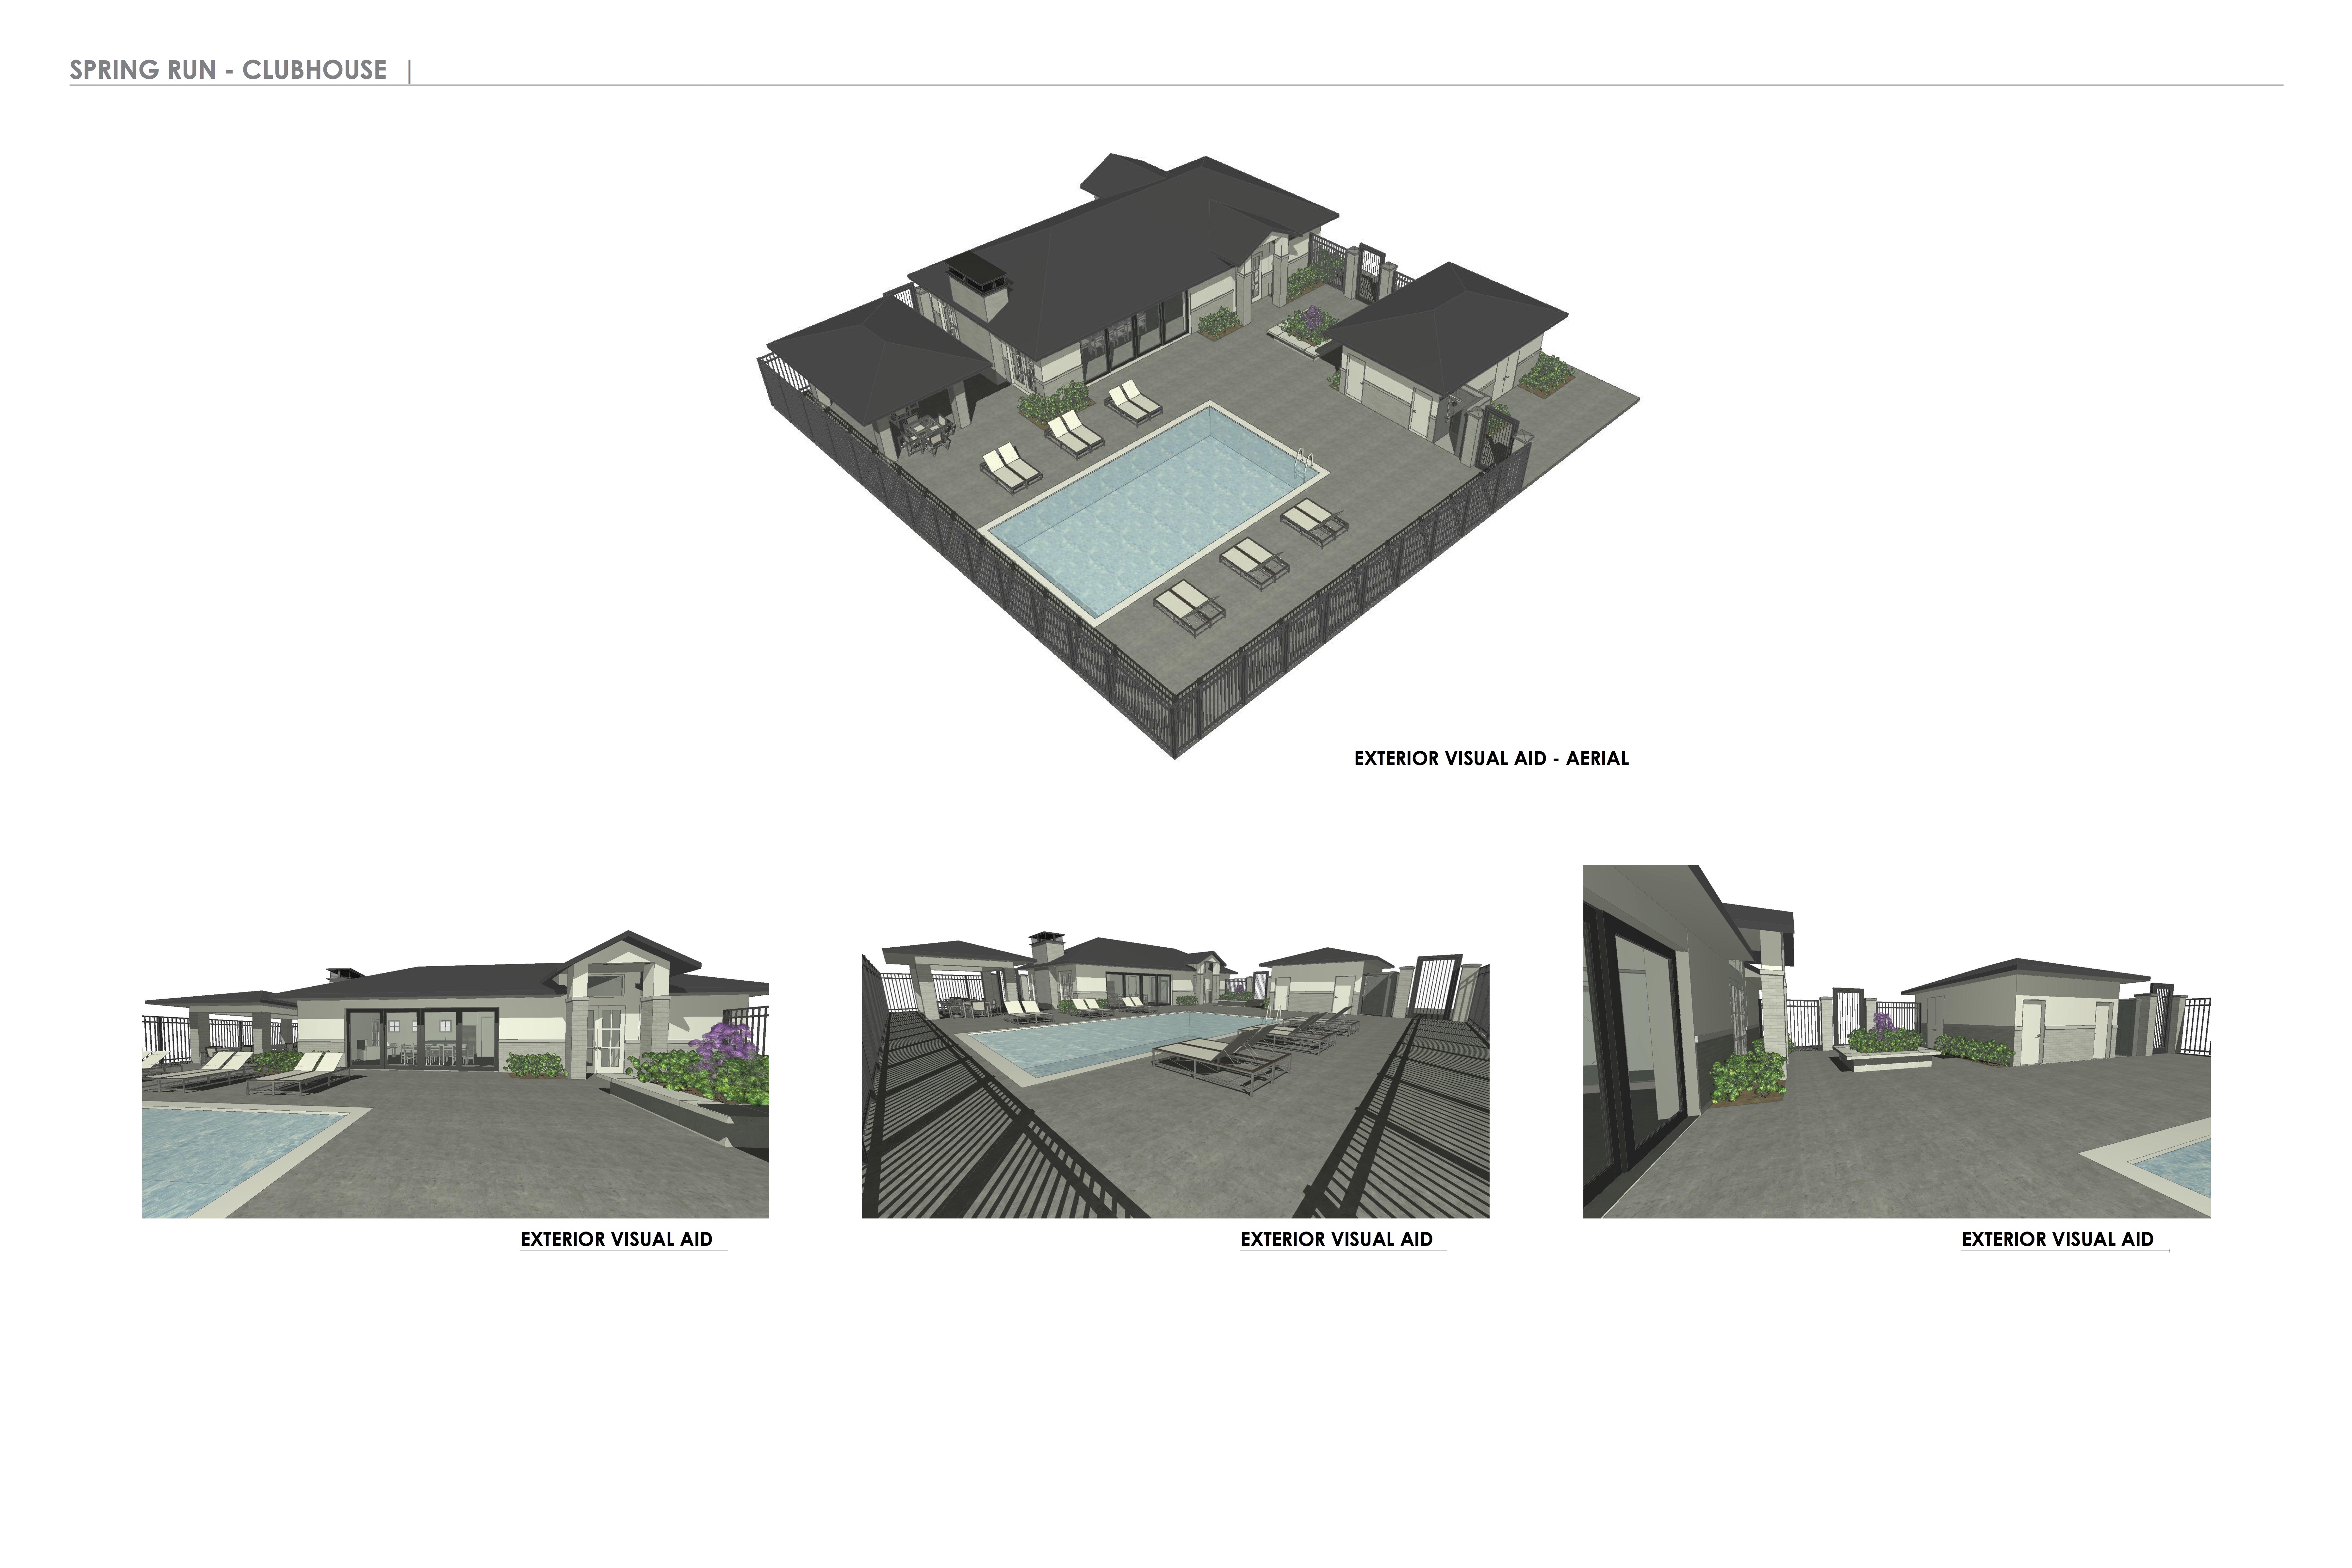 SPRING RUN - CLUBHOUSE |
EXTERIOR VISUAL AID - AERIAL
EXTERIOR VISUAL AID
EXTERIOR VISUAL AID
EXTERIOR VISUAL AID